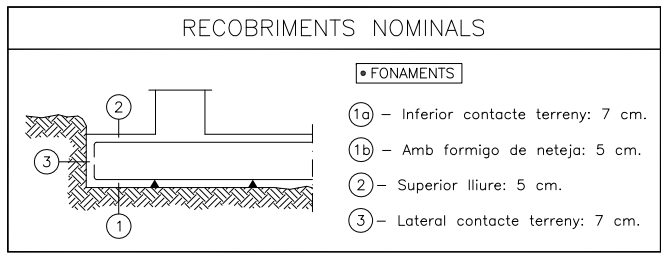 RECOBRIMENTS NOMINALS
• FONAMENTS
1a - Inferior contacte terreny: 7 cm.
1b - Amb formigo de neteja: 5 cm.
2 - Superior lliure: 5 cm.
3 - Lateral contacte terreny: 7 cm.
2
3
1